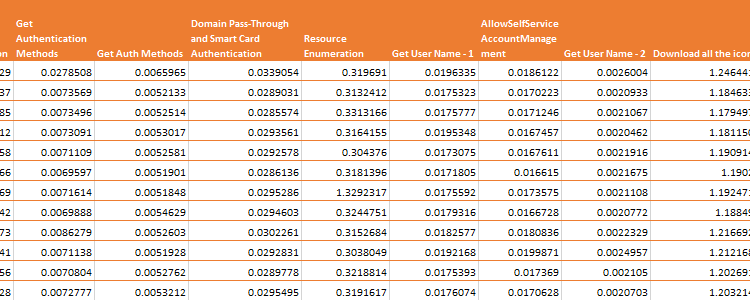 Get Authentication Methods Get Auth Methods Domain Pass-Through and Smart Card Authentication Resource Enumeration Get User Name - 1 AllowSelfService AccountManage ment Get User Name - 2 Download all the icon
29 0.0278508 0.0065965 0.0339054 0.319691 0.0196335 0.0186122 0.0026004 1.24644
37 0.0073569 0.0052133 0.0289031 0.3132412 0.0175323 0.0170223 0.0020933 1.18463
85 0.0073496 0.0052514 0.0285574 0.3313166 0.0175777 0.0171246 0.0021067 1.17949
12 0.0073091 0.0053017 0.0293561 0.3164155 0.0195348 0.0167457 0.0020462 1.18115
58 0.0071109 0.0052581 0.0292578 0.304376 0.0173075 0.0167611 0.0021916 1.19091
66 0.0069597 0.0051901 0.0286136 0.3181396 0.0171805 0.016615 0.0021675 1.190
69 0.0071614 0.0051848 0.0295286 1.3292317 0.0175592 0.0173575 0.0021108 1.19247
42 0.0069888 0.0054629 0.0294603 0.3244751 0.0179316 0.0166728 0.0020772 1.1884
73 0.0086279 0.0052603 0.0302261 0.3152684 0.0182577 0.0180836 0.0022329 1.21669
41 0.0071138 0.0051928 0.0292831 0.3038049 0.0192168 0.0199871 0.0024957 1.21216
56 0.0070804 0.0052762 0.0289778 0.3218814 0.0175393 0.017369 0.002105 1.20269
28 0.0072777 0.0053212 0.0295495 0.3191617 0.0176074 0.0170628 0.0020703 1.20321